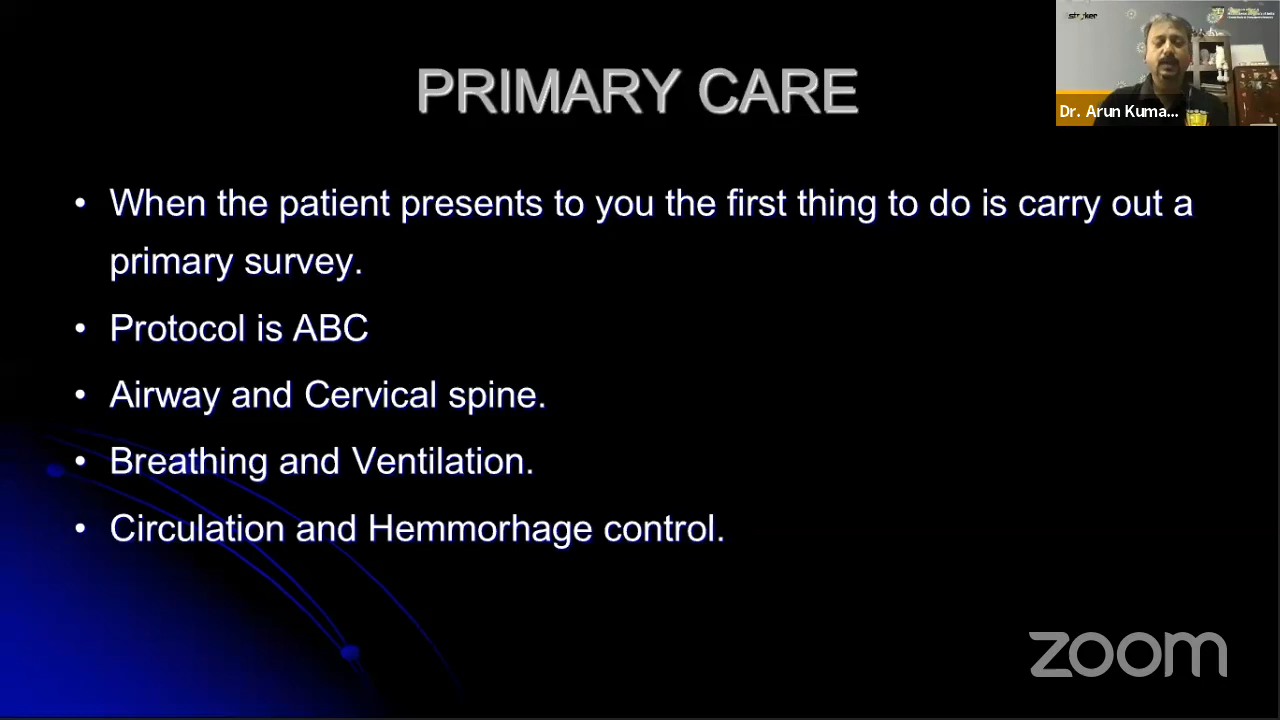 PRIMARY CARE
stryker
Dr. Arun Kuma...
• When the patient presents to you the first thing to do is carry out a
primary survey.
• Protocol is ABC
• Airway and Cervical spine.
• Breathing and Ventilation.
• Circulation and Hemmorhage control.
zoom